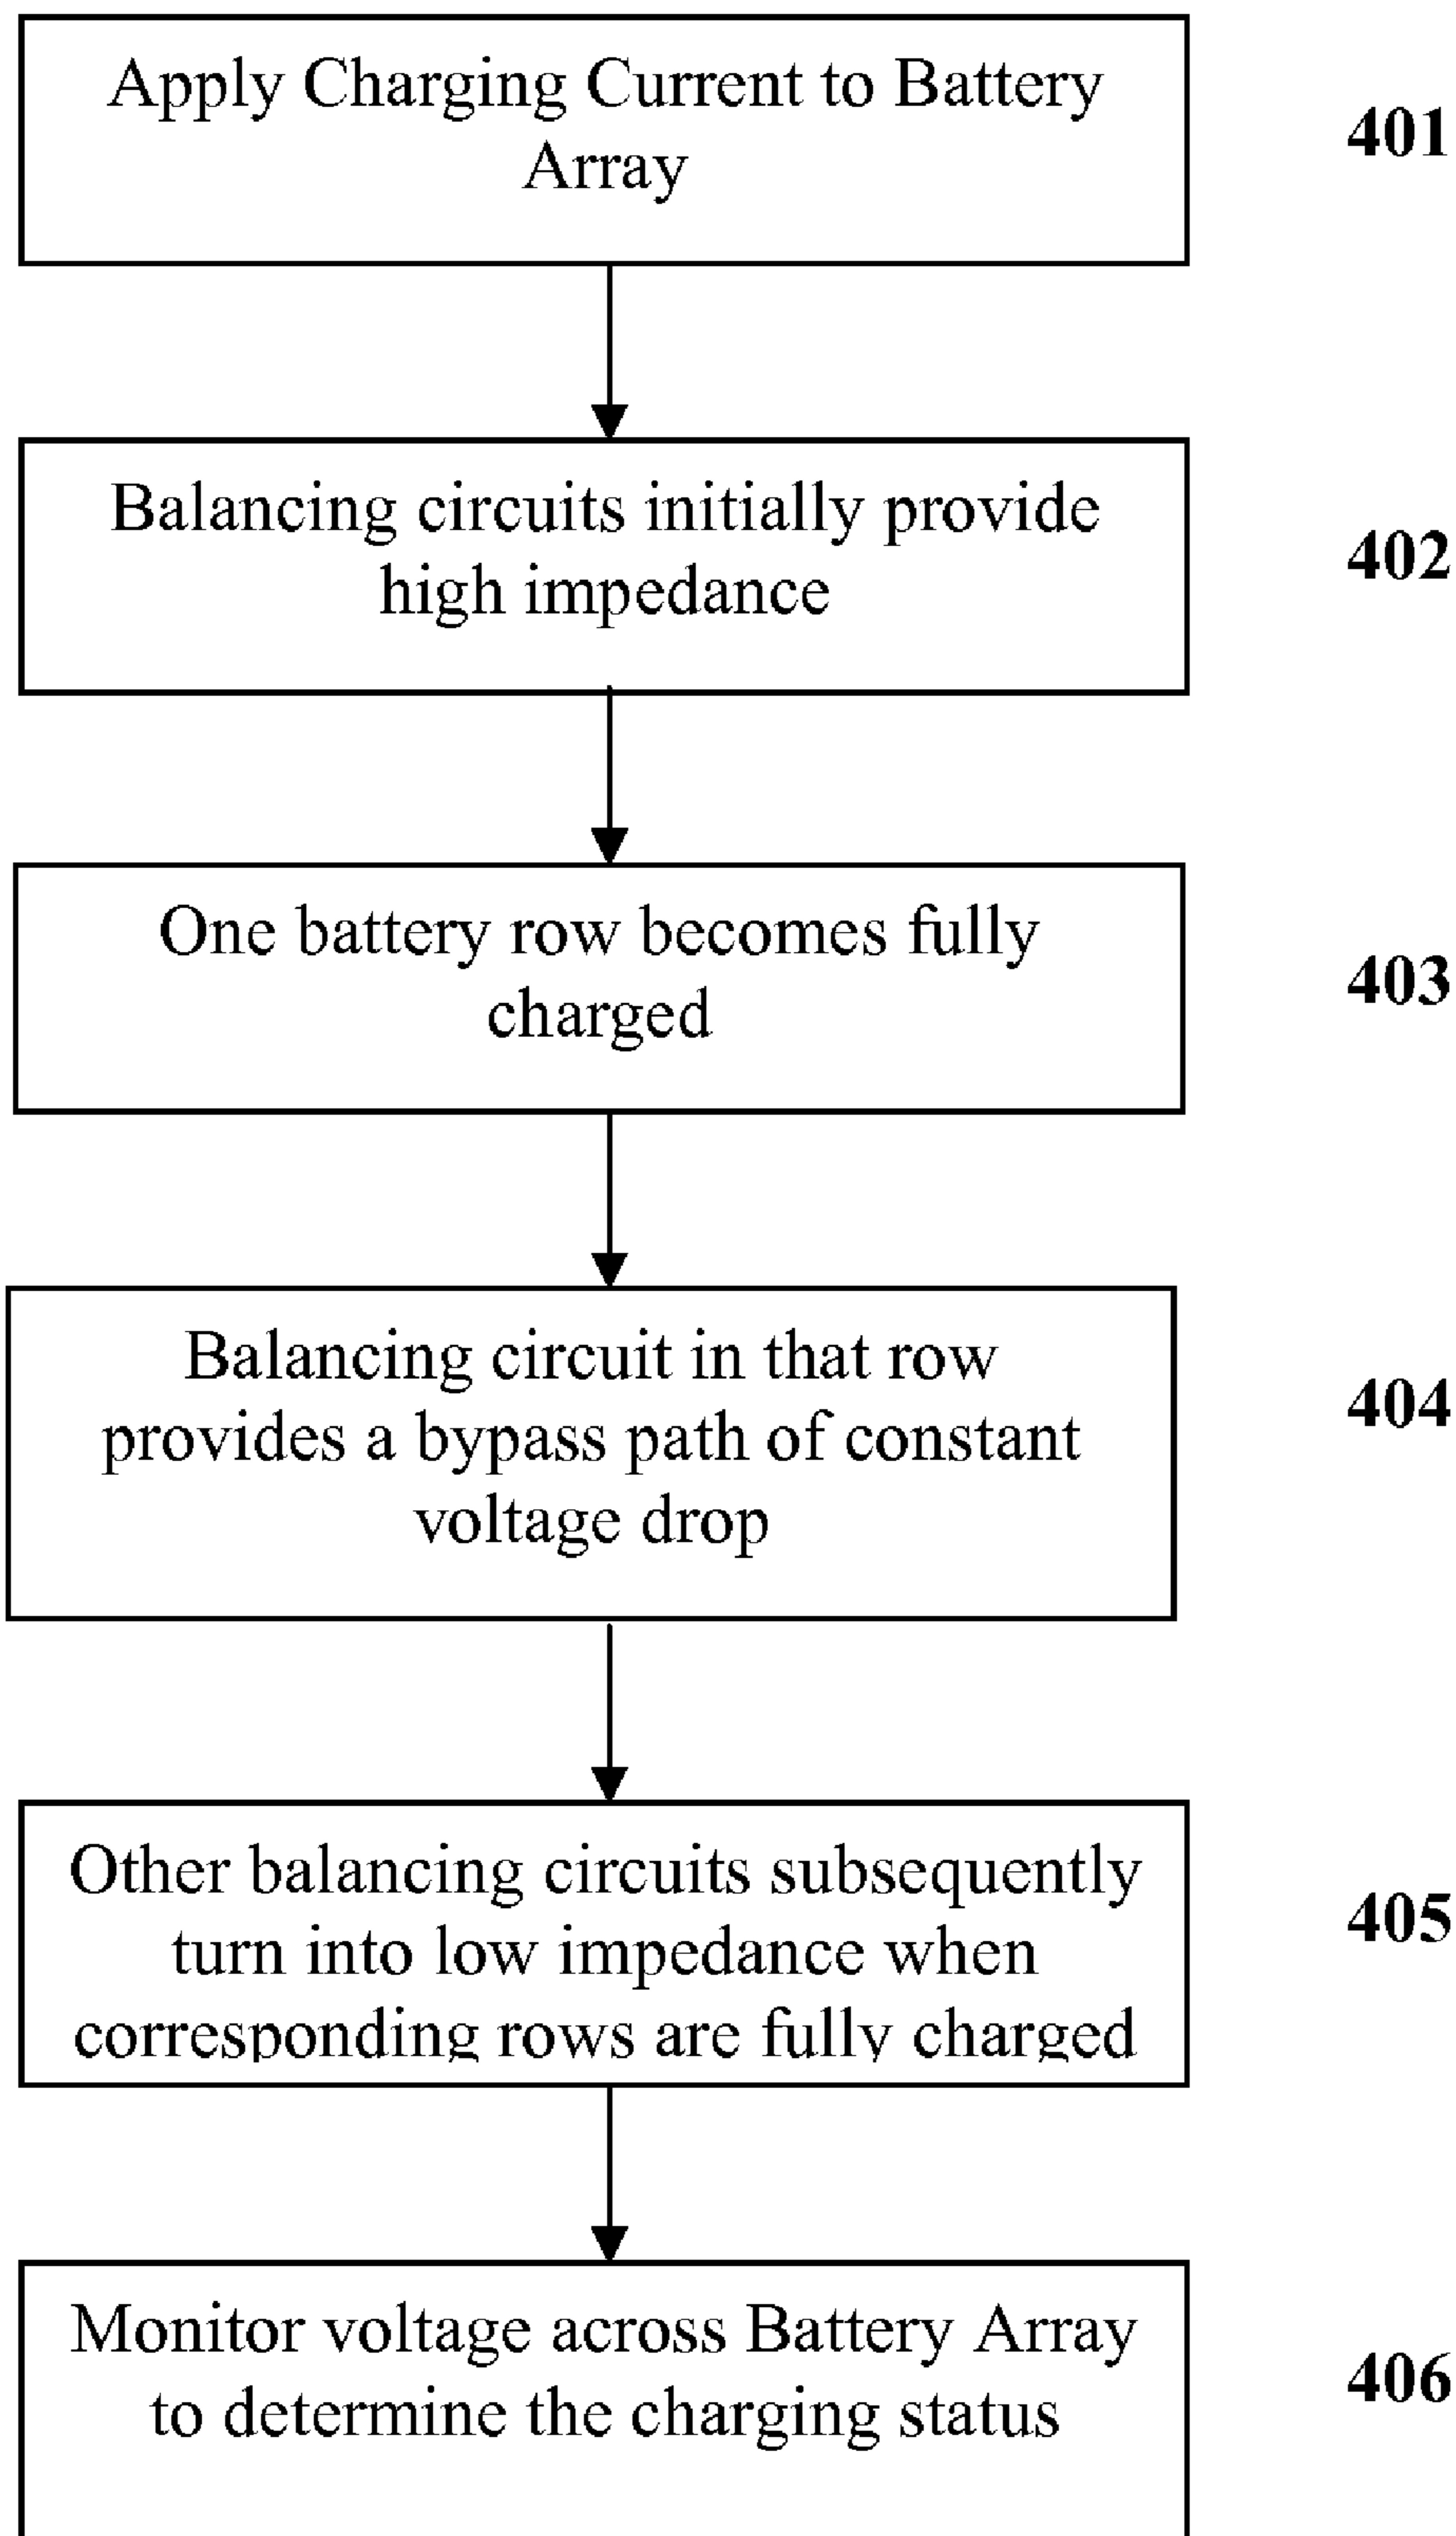 Apply Charging Current to Battery
Array
401
Balancing circuits initially provide
high impedance
402
One battery row becomes fully
charged
403
Balancing circuit in that row
provides a bypass path of constant
voltage drop
404
Other balancing circuits subsequently
turn into low impedance when
corresponding rows are fully charged
405
Monitor voltage across Battery Array
to determine the charging status
406